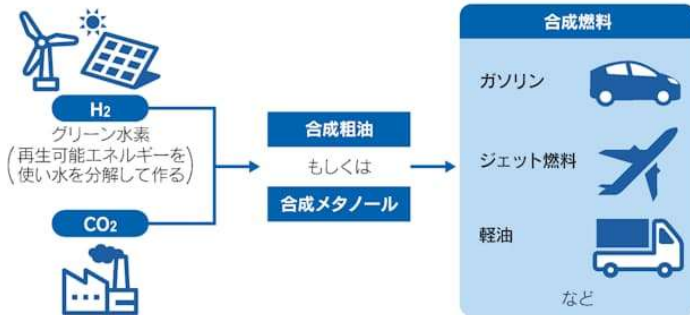 H2
グリーン水素
(再生可能エネルギーを
使い水を分解して作る)
CO2
合成粗油
もしくは
合成メタノール
合成燃料
ガソリン
ジェット燃料
軽油
など